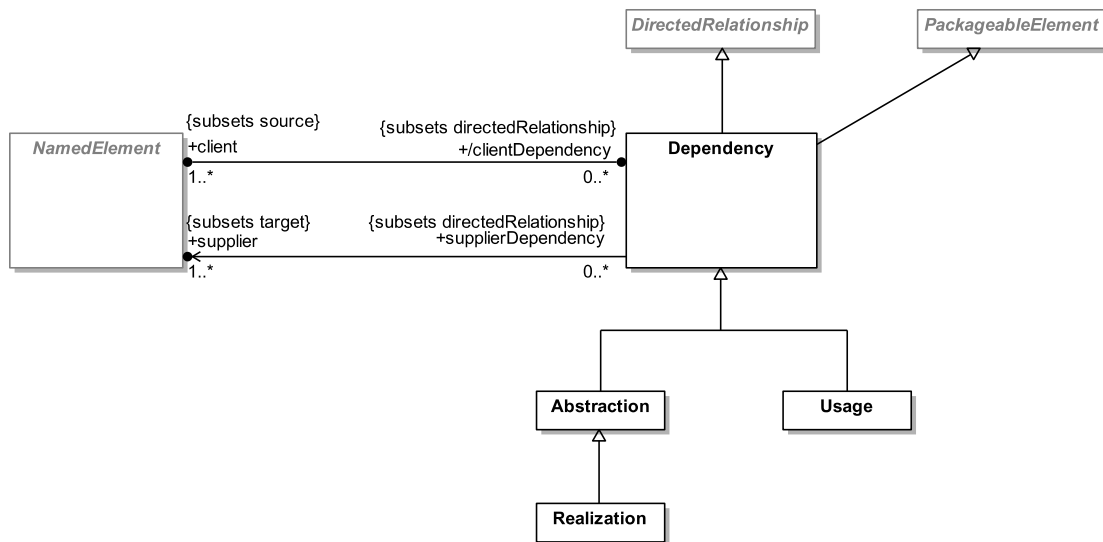 DirectedRelationship
PackageableElement
{subsets source}
{subsets directedRelationship}
NamedElement
+client
+/clientDependency
Dependency
1..*
0..*
{subsets target}
{subsets directedRelationship}
+supplier
+supplierDependency
1..*
0..*
Abstraction
Usage
Realization